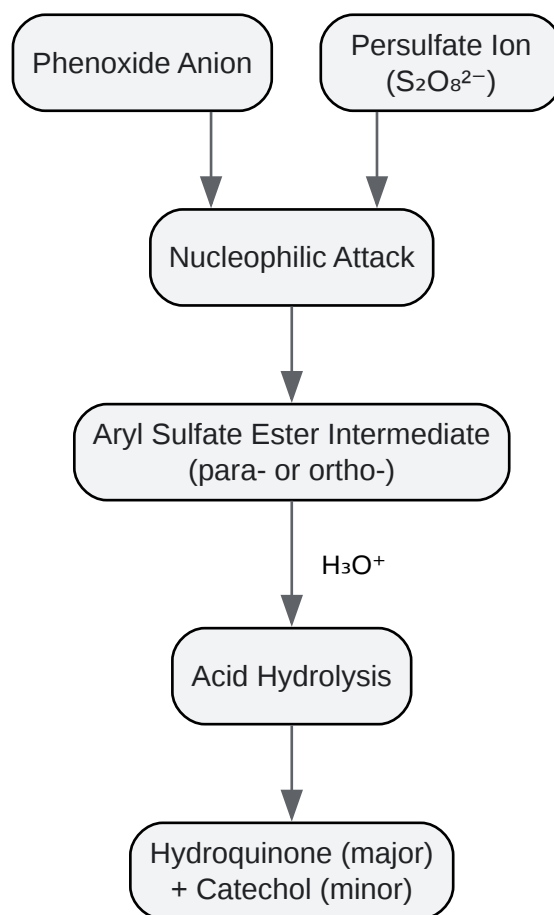 Phenoxide Anion
Persulfate Ion
(S₂O₈²⁻)
Nucleophilic Attack
Aryl Sulfate Ester Intermediate
(para- or ortho-)
H₃O⁺
Acid Hydrolysis
Hydroquinone (major)
+ Catechol (minor)